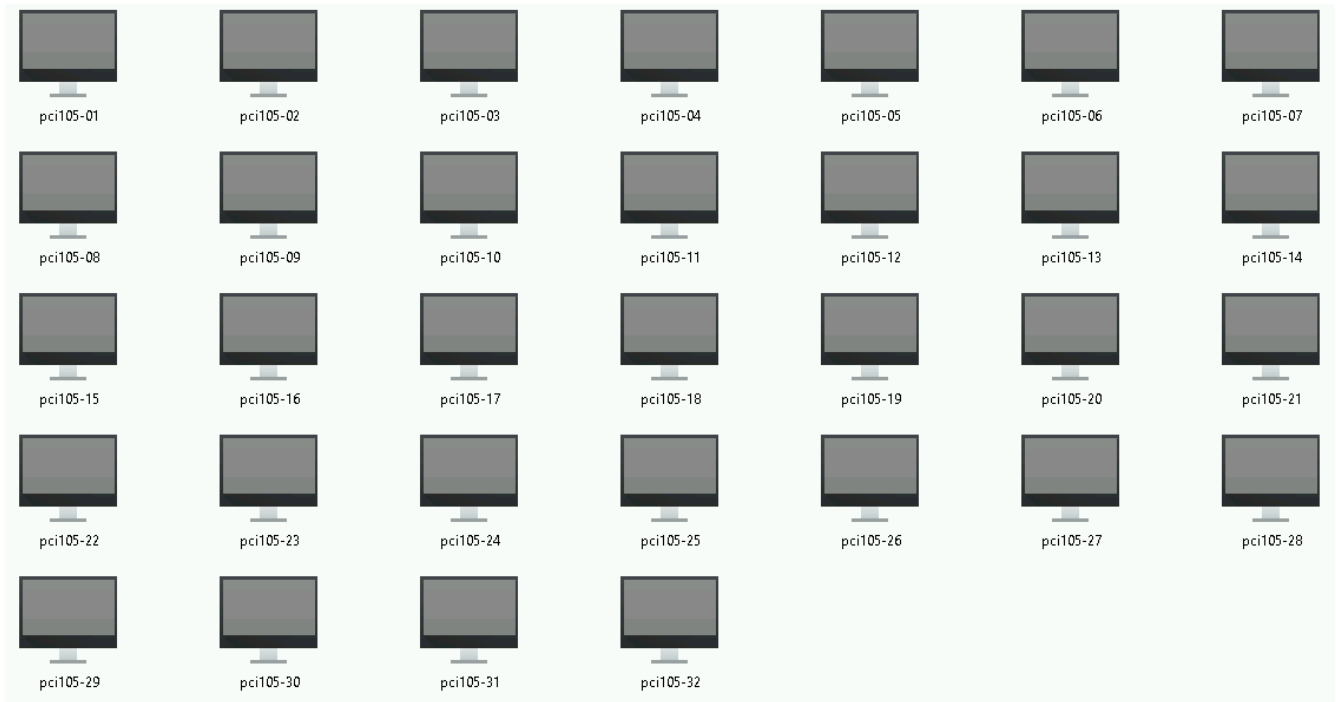 pci105-01 pci105-02 pci105-03 pci105-04 pci105-05 pci105-06 pci105-07
pci105-08 pci105-09 pci105-10 pci105-11 pci105-12 pci105-13 pci105-14
pci105-15 pci105-16 pci105-17 pci105-18 pci105-19 pci105-20 pci105-21
pci105-22 pci105-23 pci105-24 pci105-25 pci105-26 pci105-27 pci105-28
pci105-29 pci105-30 pci105-31 pci105-32